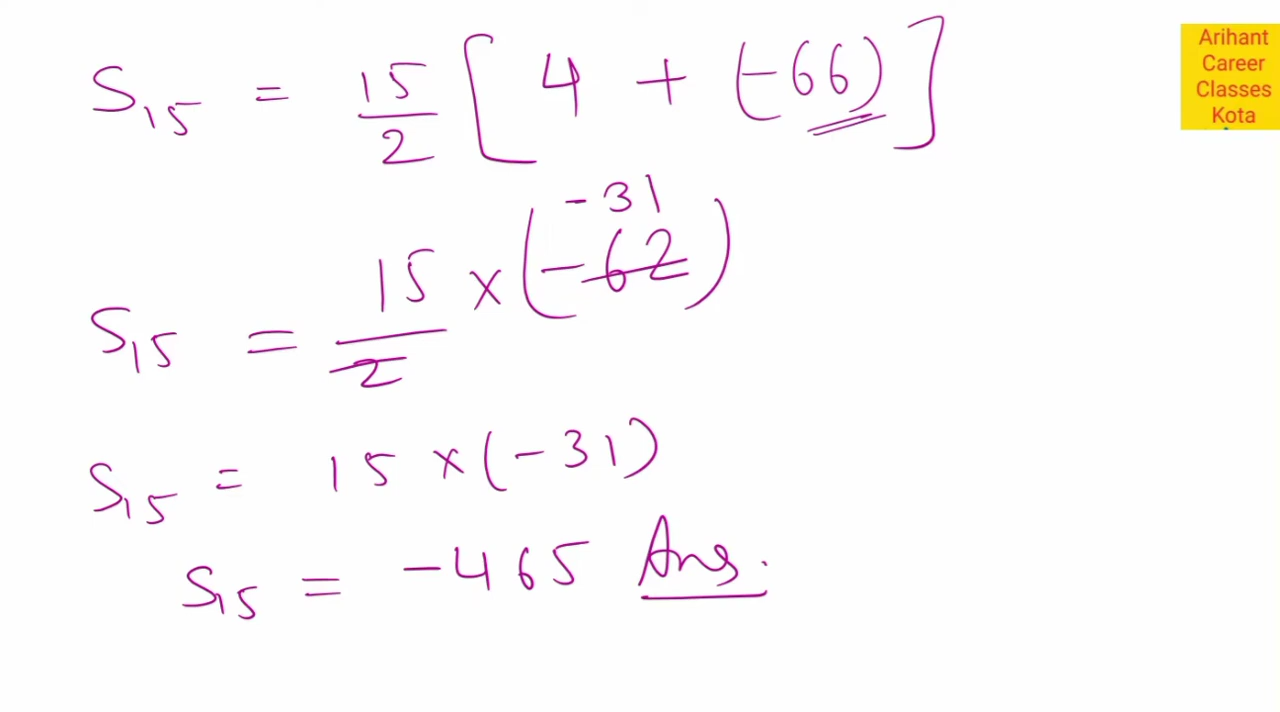 S₁₅ = 15/2 [ 4 + (-66) ]
-31
S₁₅ = 15/2 × (-62)
S₁₅ = 15 × (-31)
S₁₅ = -465 Ans.
Arihant
Career
Classes
Kota